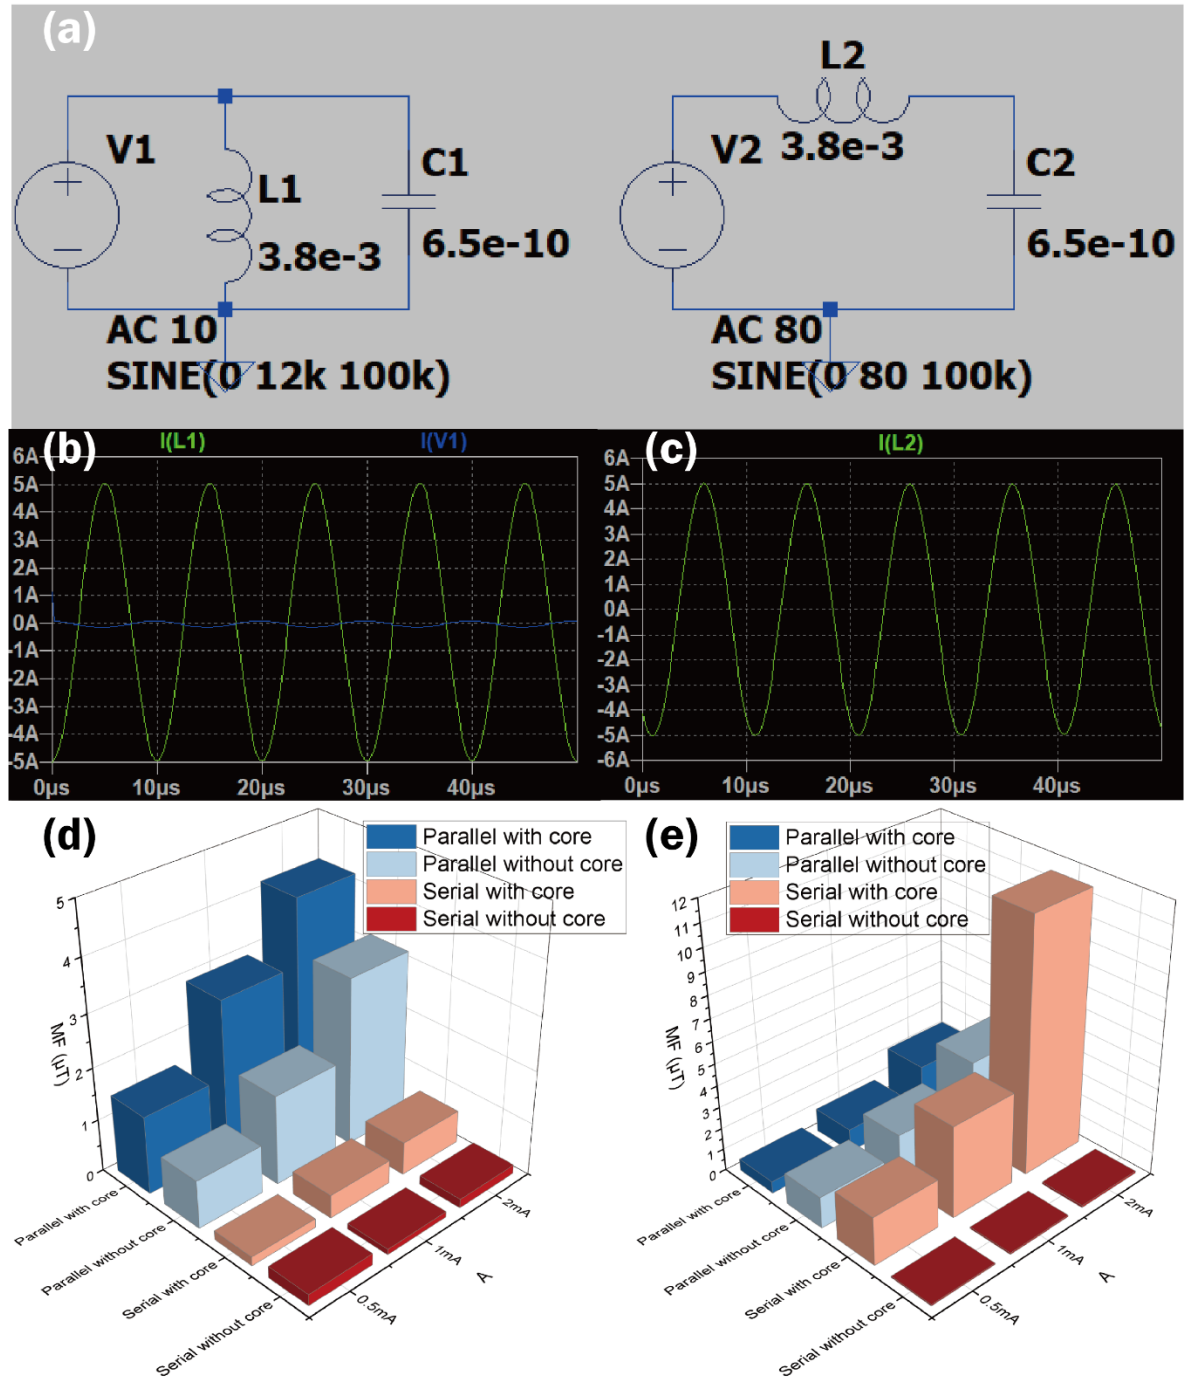 (a)
V1
L1
3.8e-3
C1
6.5e-10
AC 10
SINE(0 12k 100k)
L2
V2
3.8e-3
C2
6.5e-10
AC 80
SINE(0 80 100k)
(b)
I(L1)
I(V1)
6A
5A
4A
3A
2A
1A
0A
-1A
-2A
-3A
-4A
-5A
0µs
10µs
20µs
30µs
40µs
(c)
I(L2)
6A
5A
4A
3A
2A
1A
0A
-1A
-2A
-3A
-4A
-5A
-6A
0µs
10µs
20µs
30µs
40µs
(d)
Parallel with core
Parallel without core
Serial with core
Serial without core
5
4
3
2
1
0
MF (µT)
Parallel with core
Parallel without core
Serial with core
Serial without core
0.5mA
1mA
2mA
A
(e)
Parallel with core
Parallel without core
Serial with core
Serial without core
12
11
10
9
8
7
6
5
4
3
2
1
0
MF (µT)
Parallel with core
Parallel without core
Serial with core
Serial without core
0.5mA
1mA
2mA
A